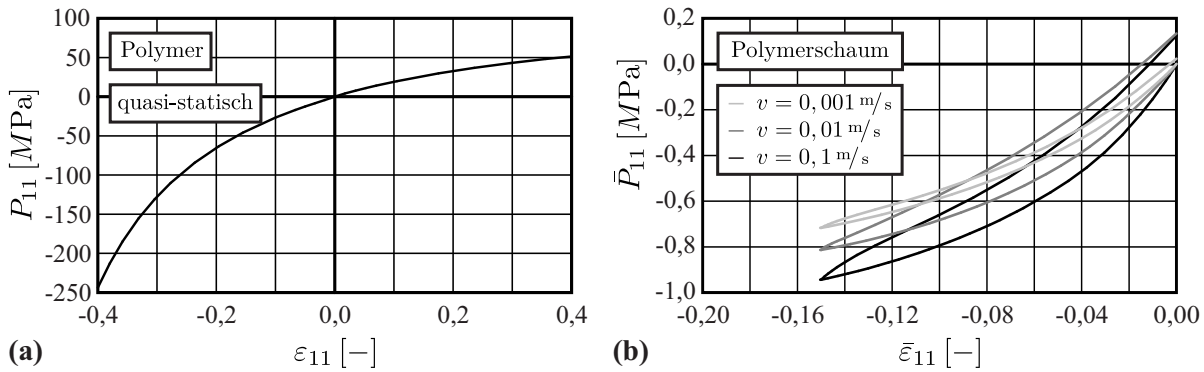 100
50
0
-50
-100
-150
-200
-250
-0,4
-0,2
0,0
0,2
0,4
P₁₁ [MPa]
ε₁₁ [−]
Polymer
quasi-statisch
(a)
0,2
0,0
-0,2
-0,4
-0,6
-0,8
-1,0
-0,20
-0,16
-0,12
-0,08
-0,04
0,00
P̄₁₁ [MPa]
ε̄₁₁ [−]
Polymerschaum
v = 0,001 m/s
v = 0,01 m/s
v = 0,1 m/s
(b)